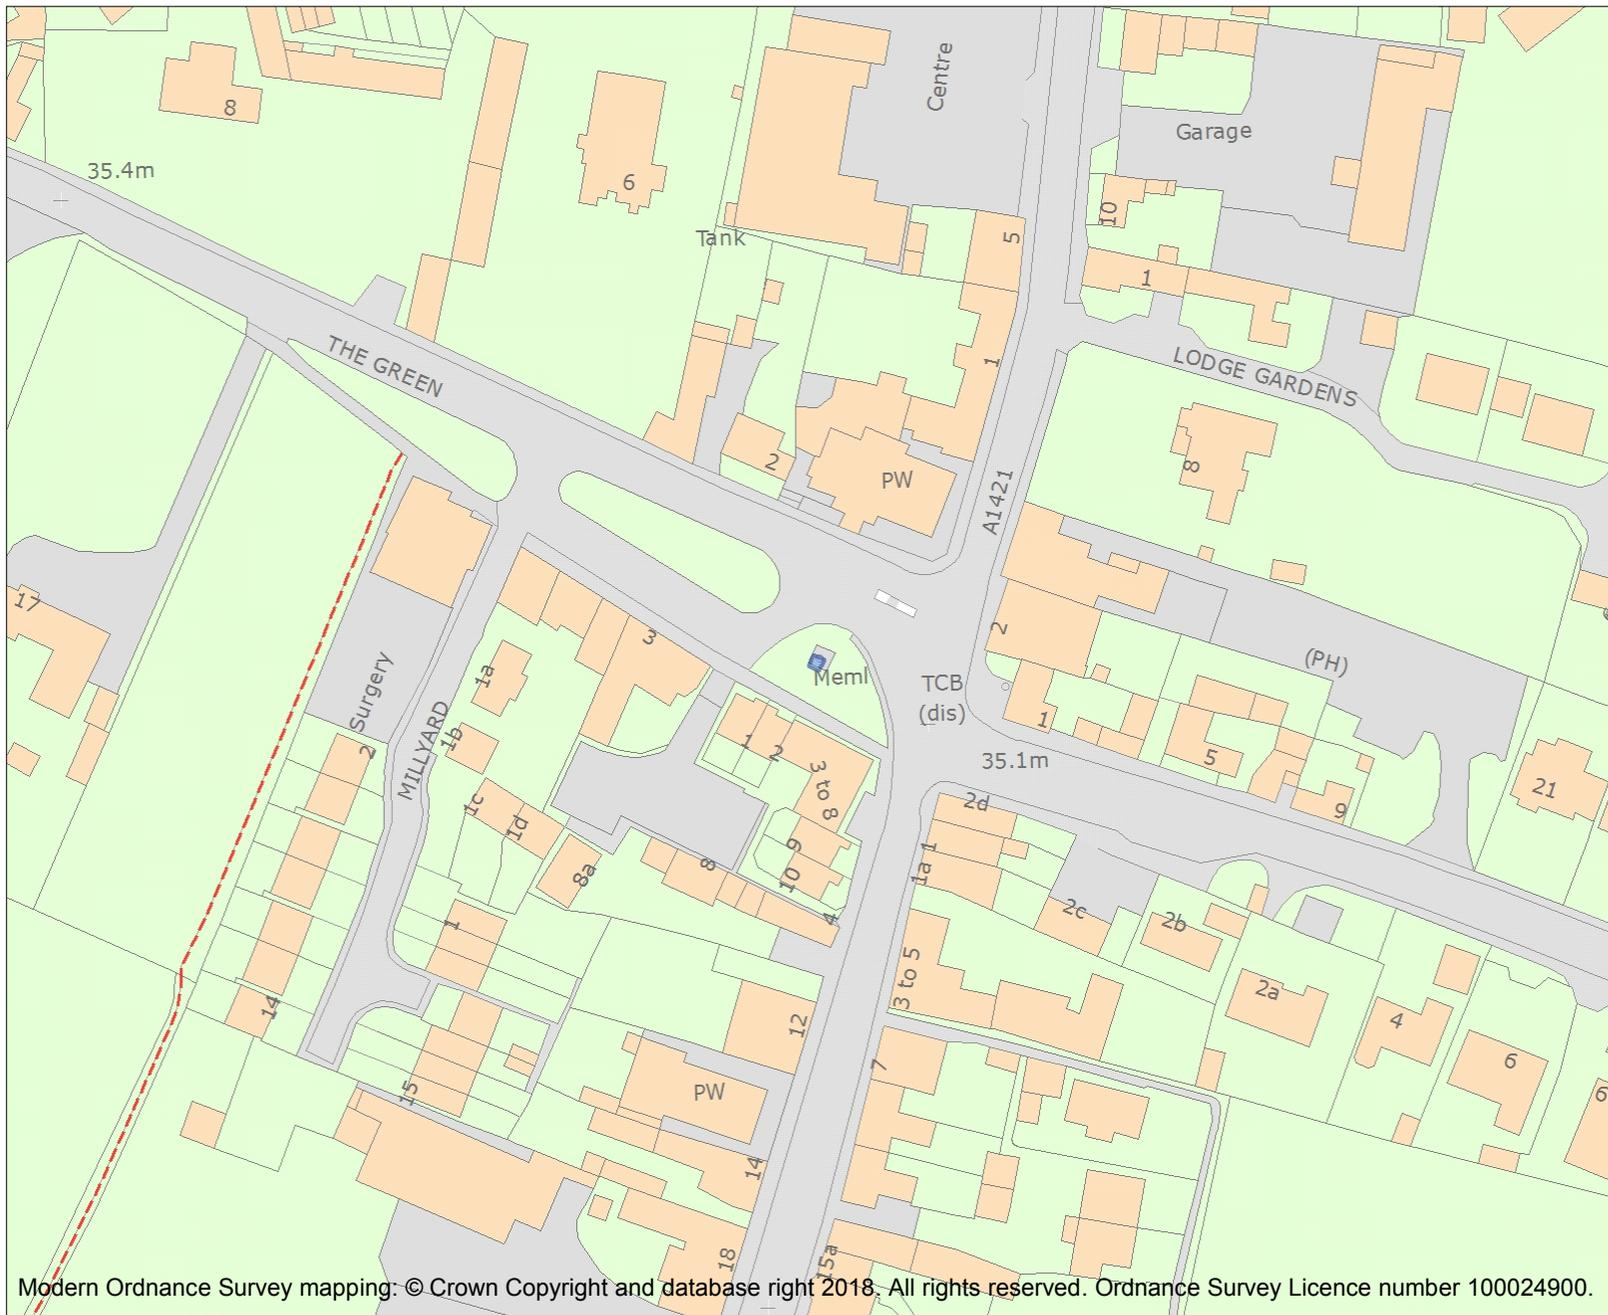 Centre
8
Garage
35.4m
6
10
Tank
5
1
1
THE GREEN
LODGE GARDENS
2
PW
8
A1421
17
3
2
1a
Surgery
Meml
TCB
(dis)
(PH)
1
1b
2
MILLYARD
1
2
3 to 8
35.1m
5
21
1c
1d
2d
9
8a
8
9
10
1
1a
4
2c
2b
1
3 to 5
2a
14
12
4
6
7
15
PW
6
14
18
15a
Modern Ordnance Survey mapping: © Crown Copyright and database right 2018. All rights reserved. Ordnance Survey Licence number 100024900.